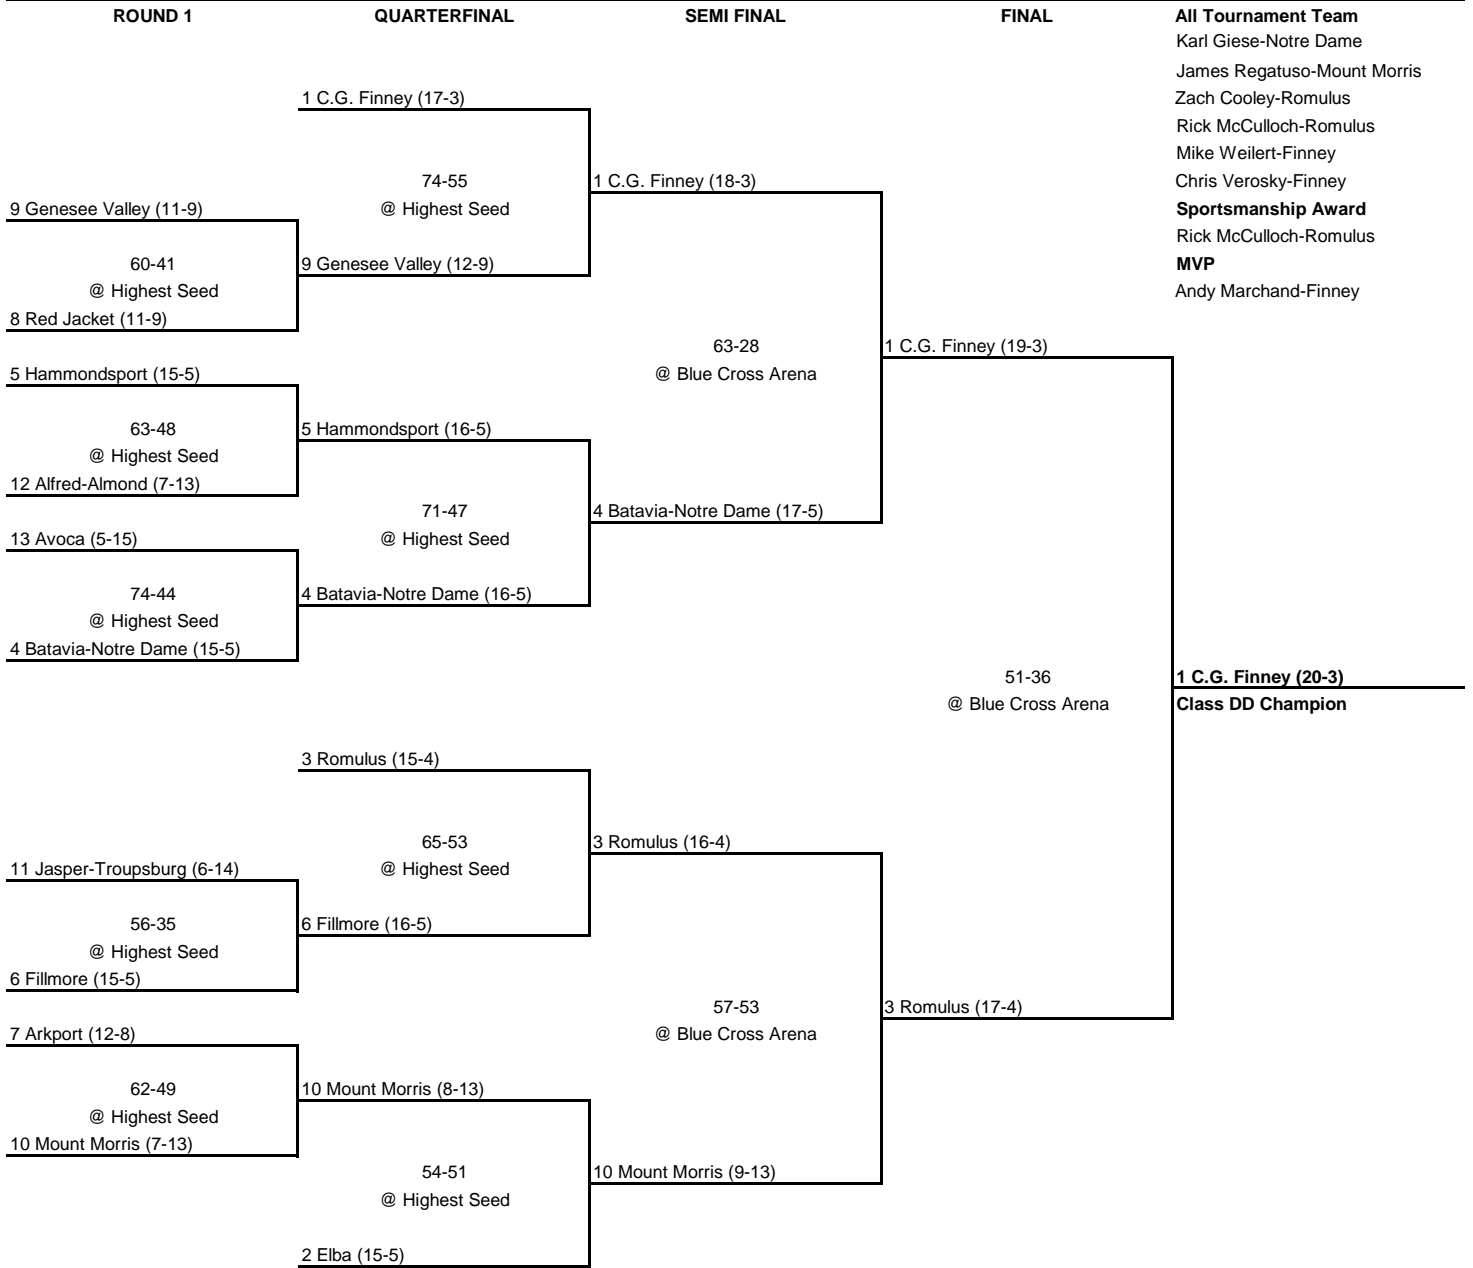 ROUND 1
QUARTERFINAL
SEMI FINAL
FINAL
All Tournament Team
Karl Giese-Notre Dame
James Regatuso-Mount Morris
Zach Cooley-Romulus
Rick McCulloch-Romulus
Mike Weilert-Finney
Chris Verosky-Finney
Sportsmanship Award
Rick McCulloch-Romulus
MVP
Andy Marchand-Finney
9 Genesee Valley (11-9)
60-41
@ Highest Seed
8 Red Jacket (11-9)
5 Hammondsport (15-5)
63-48
@ Highest Seed
12 Alfred-Almond (7-13)
13 Avoca (5-15)
74-44
@ Highest Seed
4 Batavia-Notre Dame (15-5)
11 Jasper-Troupsburg (6-14)
56-35
@ Highest Seed
6 Fillmore (15-5)
7 Arkport (12-8)
62-49
@ Highest Seed
10 Mount Morris (7-13)
1 C.G. Finney (17-3)
74-55
@ Highest Seed
9 Genesee Valley (12-9)
5 Hammondsport (16-5)
71-47
@ Highest Seed
4 Batavia-Notre Dame (16-5)
3 Romulus (15-4)
65-53
@ Highest Seed
6 Fillmore (16-5)
10 Mount Morris (8-13)
54-51
@ Highest Seed
2 Elba (15-5)
1 C.G. Finney (18-3)
63-28
@ Blue Cross Arena
4 Batavia-Notre Dame (17-5)
3 Romulus (16-4)
57-53
@ Blue Cross Arena
10 Mount Morris (9-13)
1 C.G. Finney (19-3)
51-36
@ Blue Cross Arena
3 Romulus (17-4)
1 C.G. Finney (20-3)
Class DD Champion